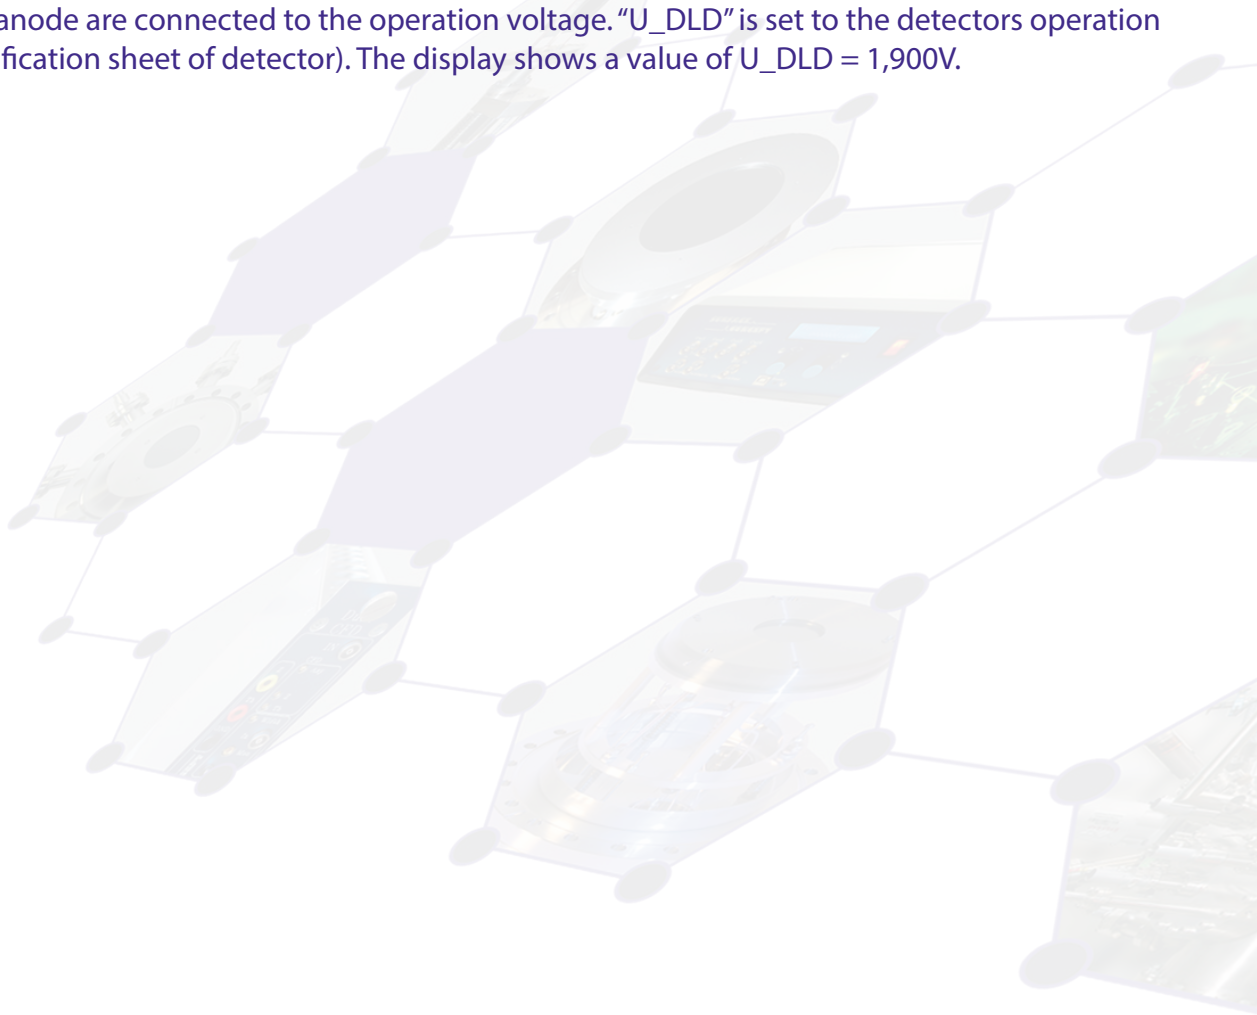 anode are connected to the operation voltage. “U_DLD” is set to the detectors operation
fication sheet of detector). The display shows a value of U_DLD = 1,900V.